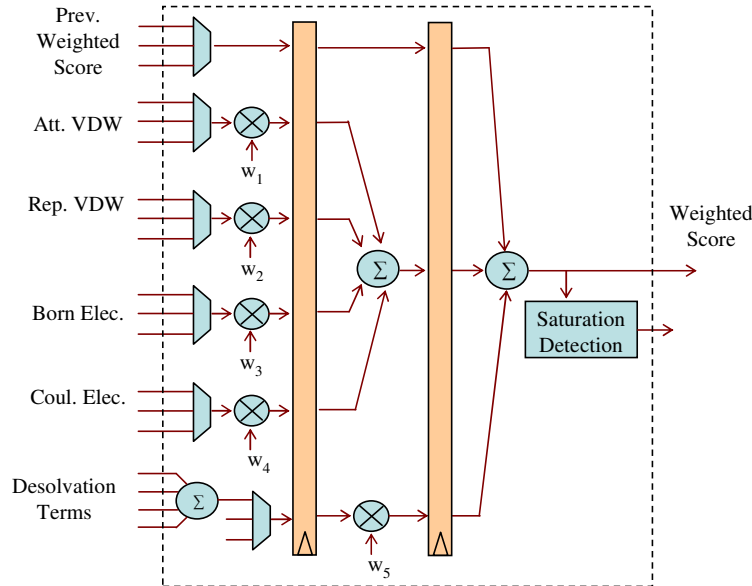 Prev.
Weighted
Score
Att. VDW
w1
Rep. VDW
w2
Σ
Σ
Weighted
Score
Born Elec.
w3
Saturation
Detection
Coul. Elec.
w4
Desolvation
Terms
Σ
w5